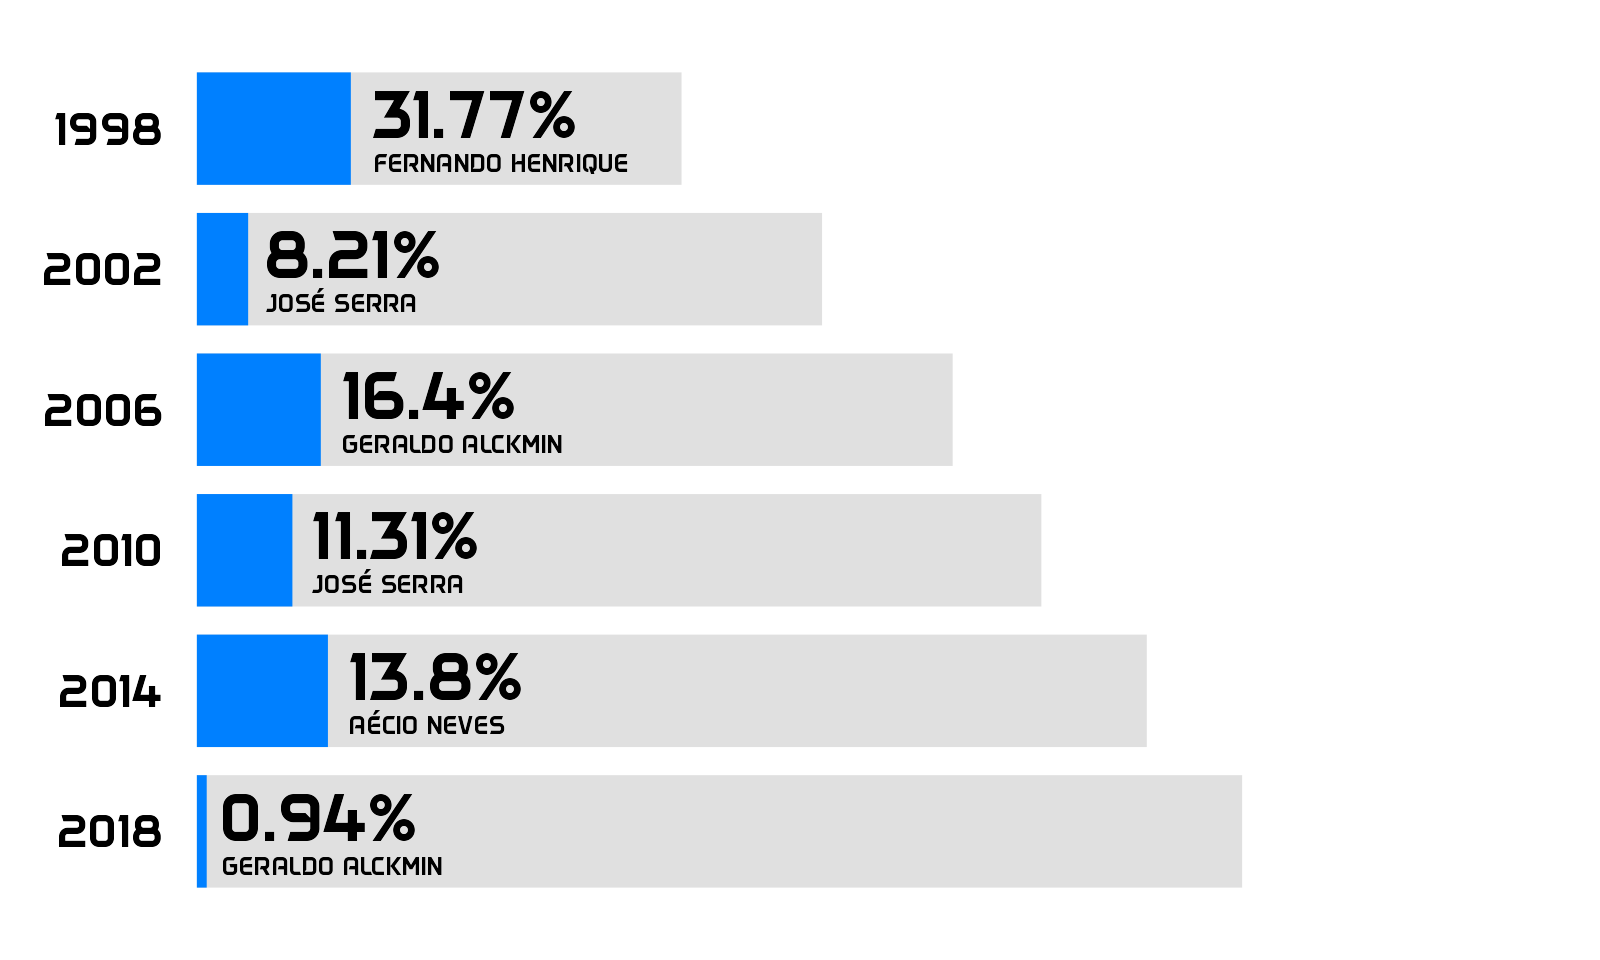 1998
31.77%
FERNANDO HENRIQUE
2002
8.21%
JOSÉ SERRA
2006
16.4%
GERALDO ALCKMIN
2010
11.31%
JOSÉ SERRA
2014
13.8%
AÉCIO NEVES
2018
0.94%
GERALDO ALCKMIN